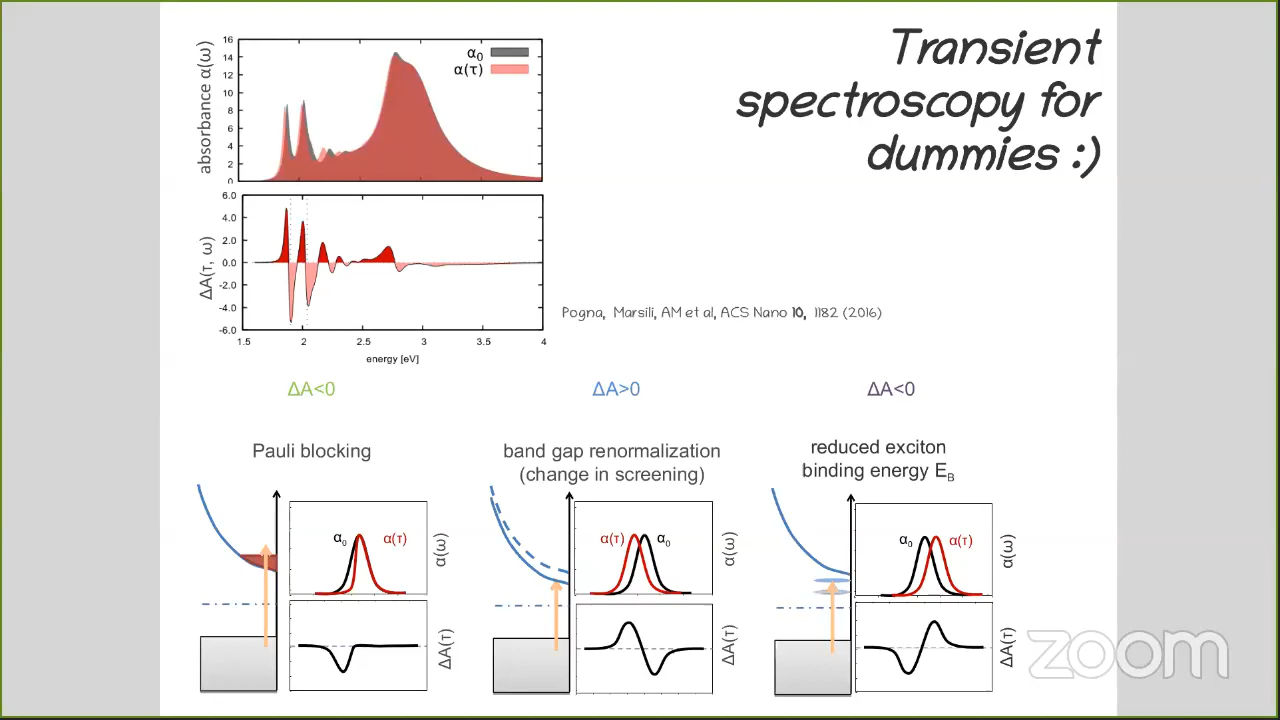 Transient
spectroscopy for
dummies :)
absorbance α(ω)
16
14
12
10
8
6
4
2
0
α₀
α(τ)
ΔA(τ, ω)
6.0
4.0
2.0
0.0
-2.0
-4.0
-6.0
1.5 2 2.5 3 3.5 4
energy [eV]
Pogna, Marsili, AM et al, ACS Nano 10, 1182 (2016)
ΔA<0
Pauli blocking
α₀
α(τ)
α(ω)
ΔA(τ)
ΔA>0
band gap renormalization
(change in screening)
α(τ)
α₀
α(ω)
ΔA(τ)
ΔA<0
reduced exciton
binding energy E_B
α₀
α(τ)
α(ω)
ΔA(τ)
zoom